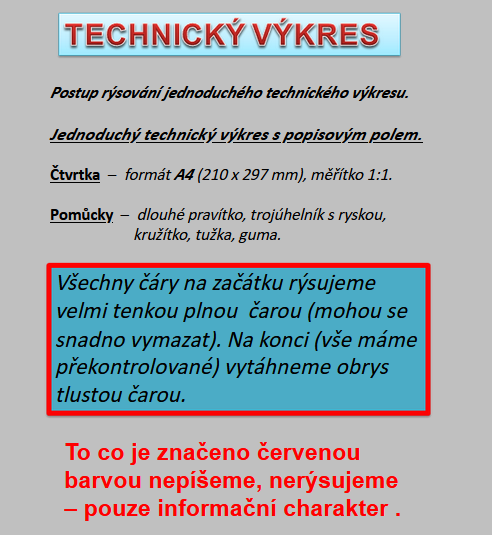 TECHNICKÝ VÝKRES
Postup rýsování jednoduchého technického výkresu.
Jednoduchý technický výkres s popisovým polem.
Čtvrtka – formát A4 (210 x 297 mm), měřítko 1:1.
Pomůcky – dlouhé pravítko, trojúhelník s ryskou,
kružítko, tužka, guma.
Všechny čáry na začátku rýsujeme
velmi tenkou plnou čarou (mohou se
snadno vymazat). Na konci (vše máme
překontrolované) vytáhneme obrys
tlustou čarou.
To co je značeno červenou
barvou nepíšeme, nerýsujeme
– pouze informační charakter .